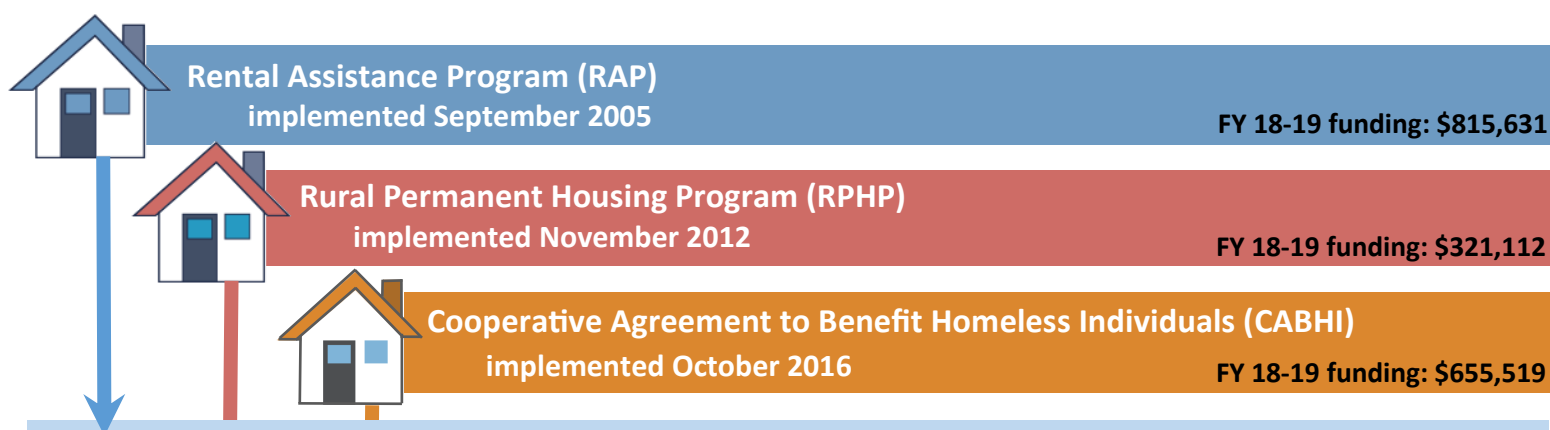 Rental Assistance Program (RAP)
implemented September 2005
FY 18-19 funding: $815,631
Rural Permanent Housing Program (RPHP)
implemented November 2012
FY 18-19 funding: $321,112
Cooperative Agreement to Benefit Homeless Individuals (CABHI)
implemented October 2016
FY 18-19 funding: $655,519